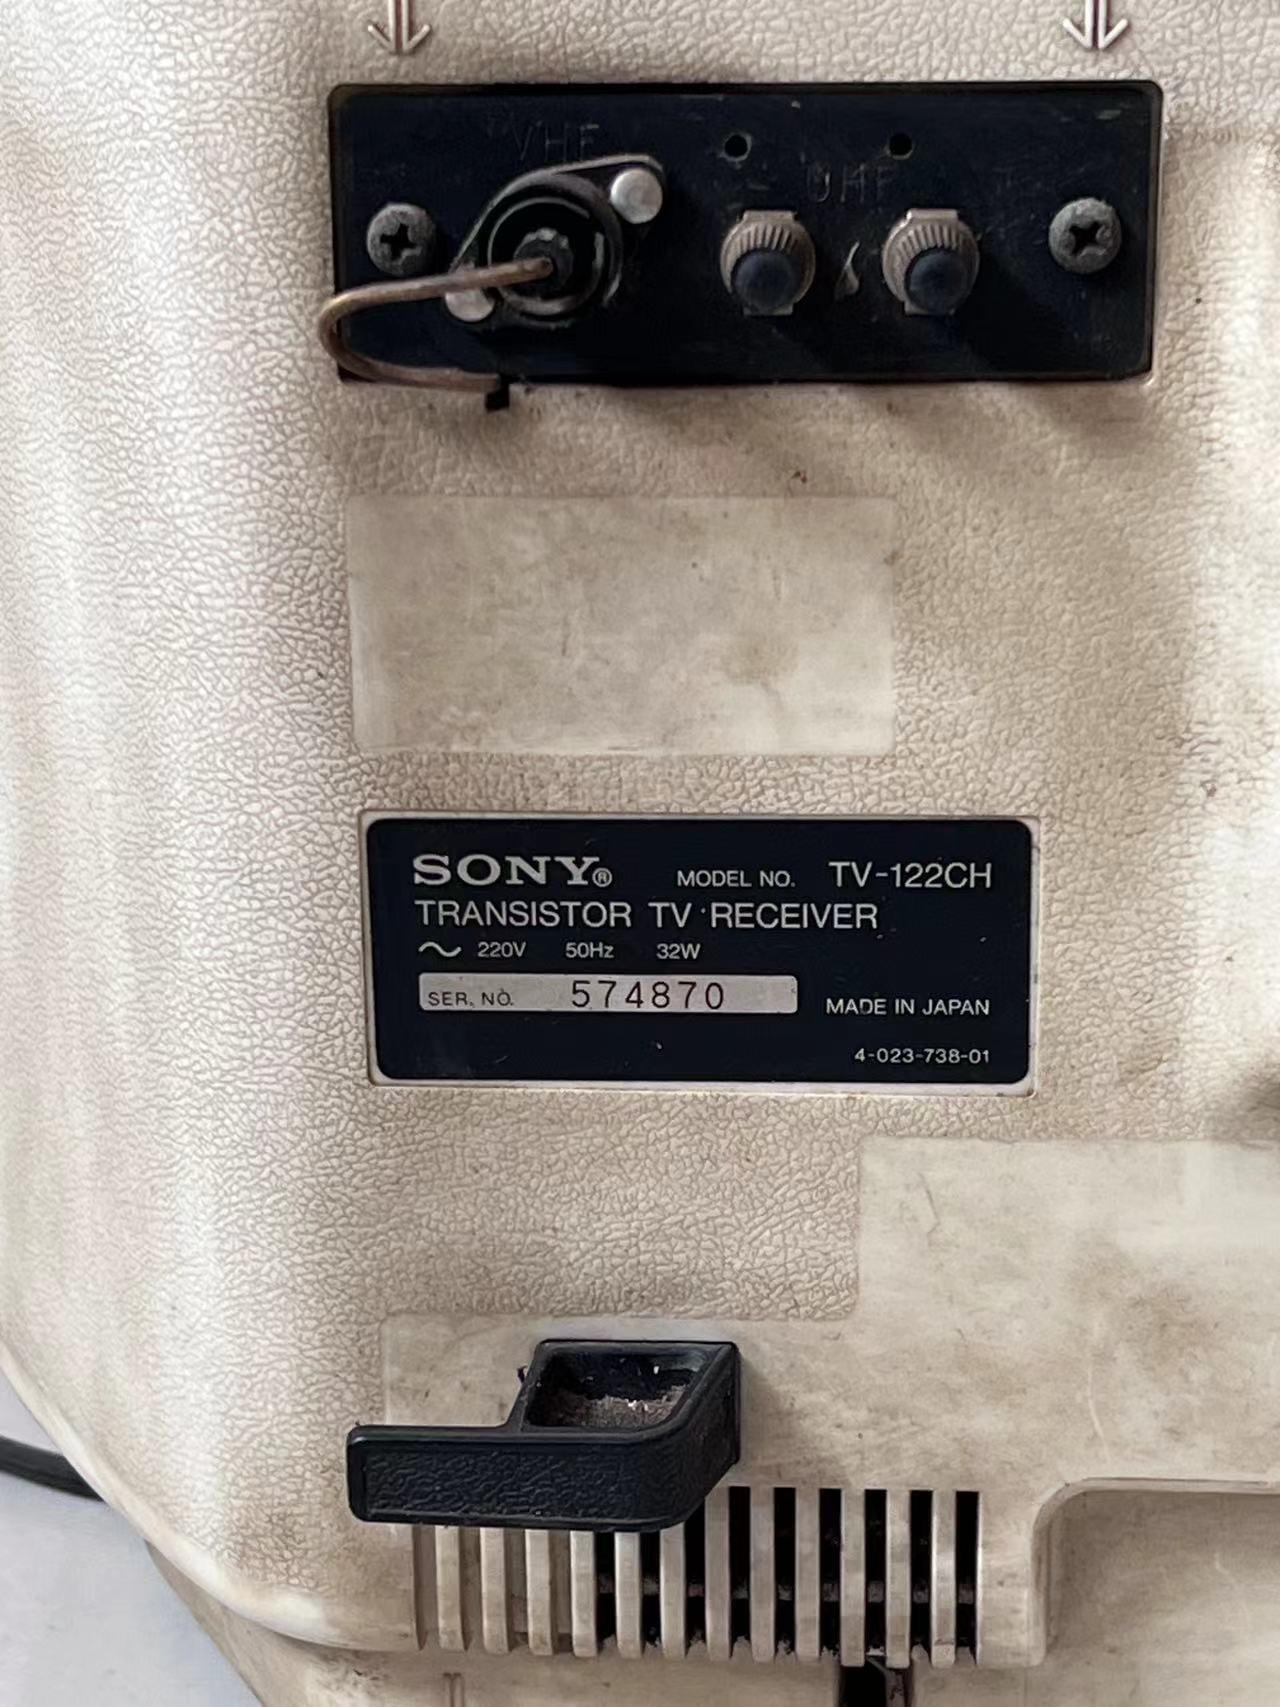 VHF
UHF
SONY® MODEL NO. TV-122CH
TRANSISTOR TV RECEIVER
~ 220V 50Hz 32W
SER. NO. 574870 MADE IN JAPAN
4-023-738-01